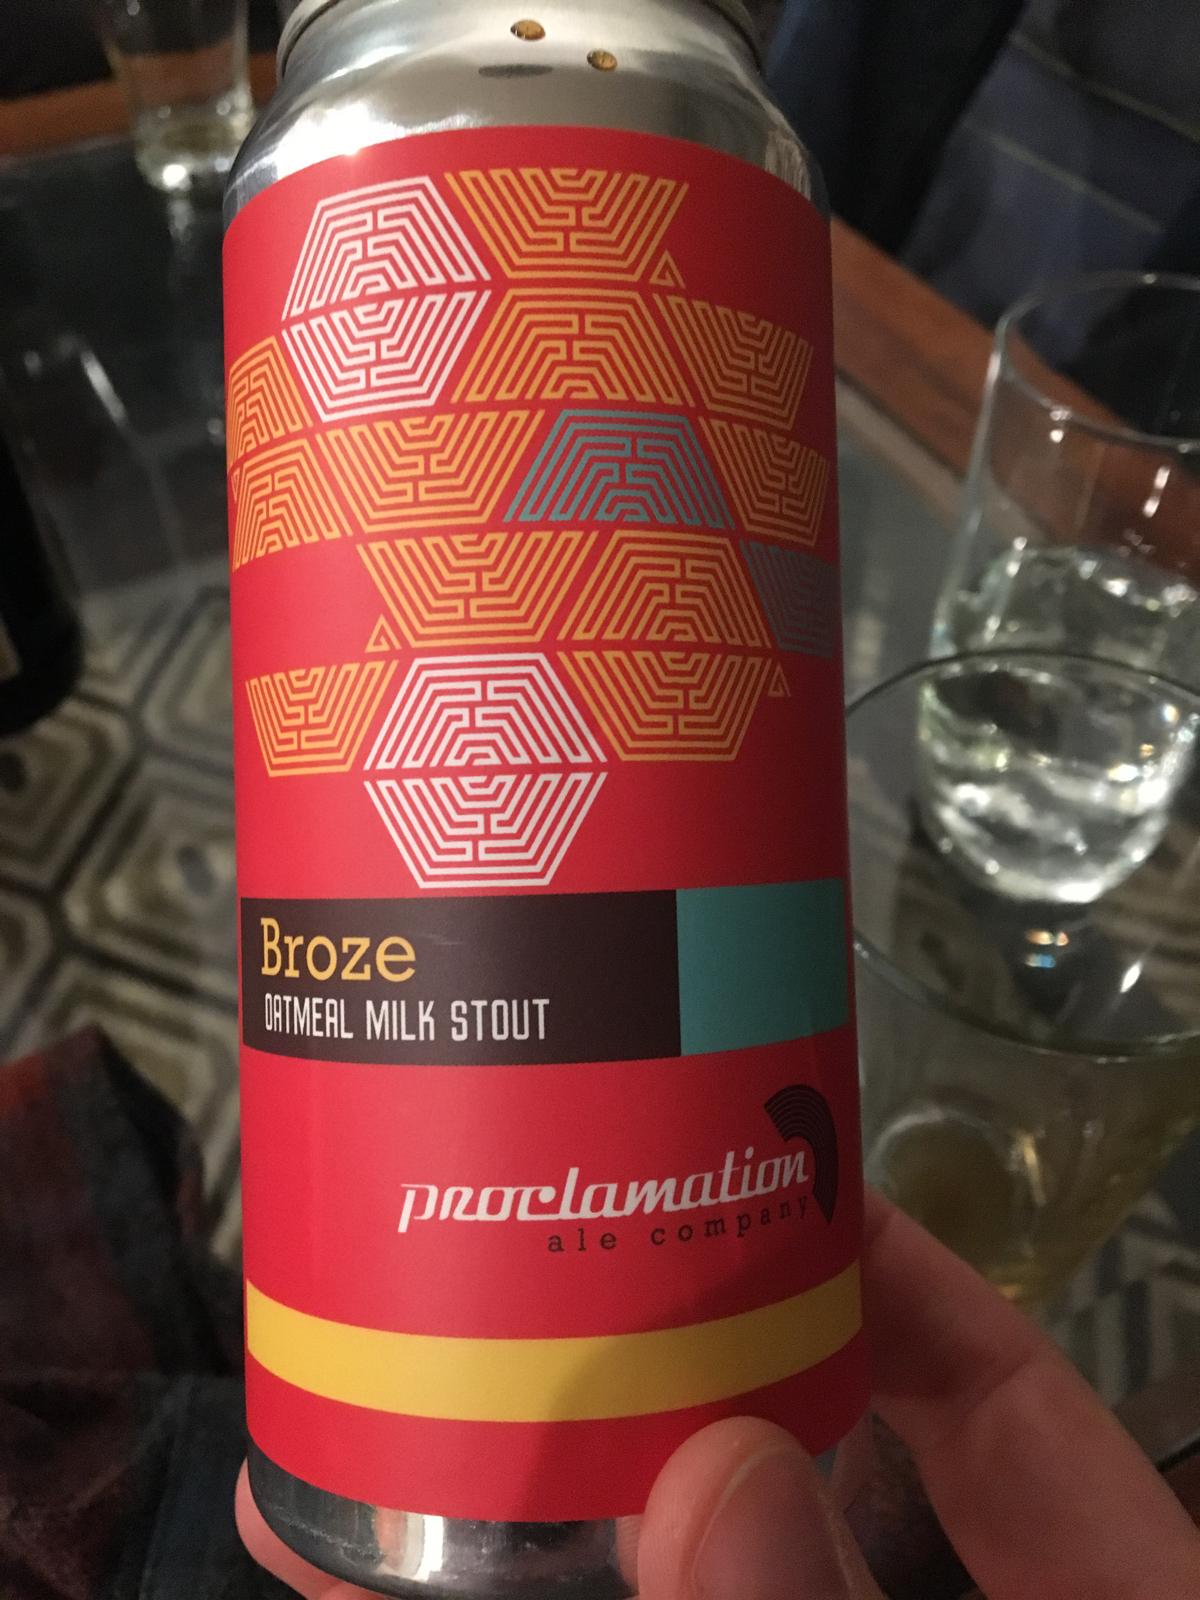 Broze
OATMEAL MILK STOUT
proclamation
ale company